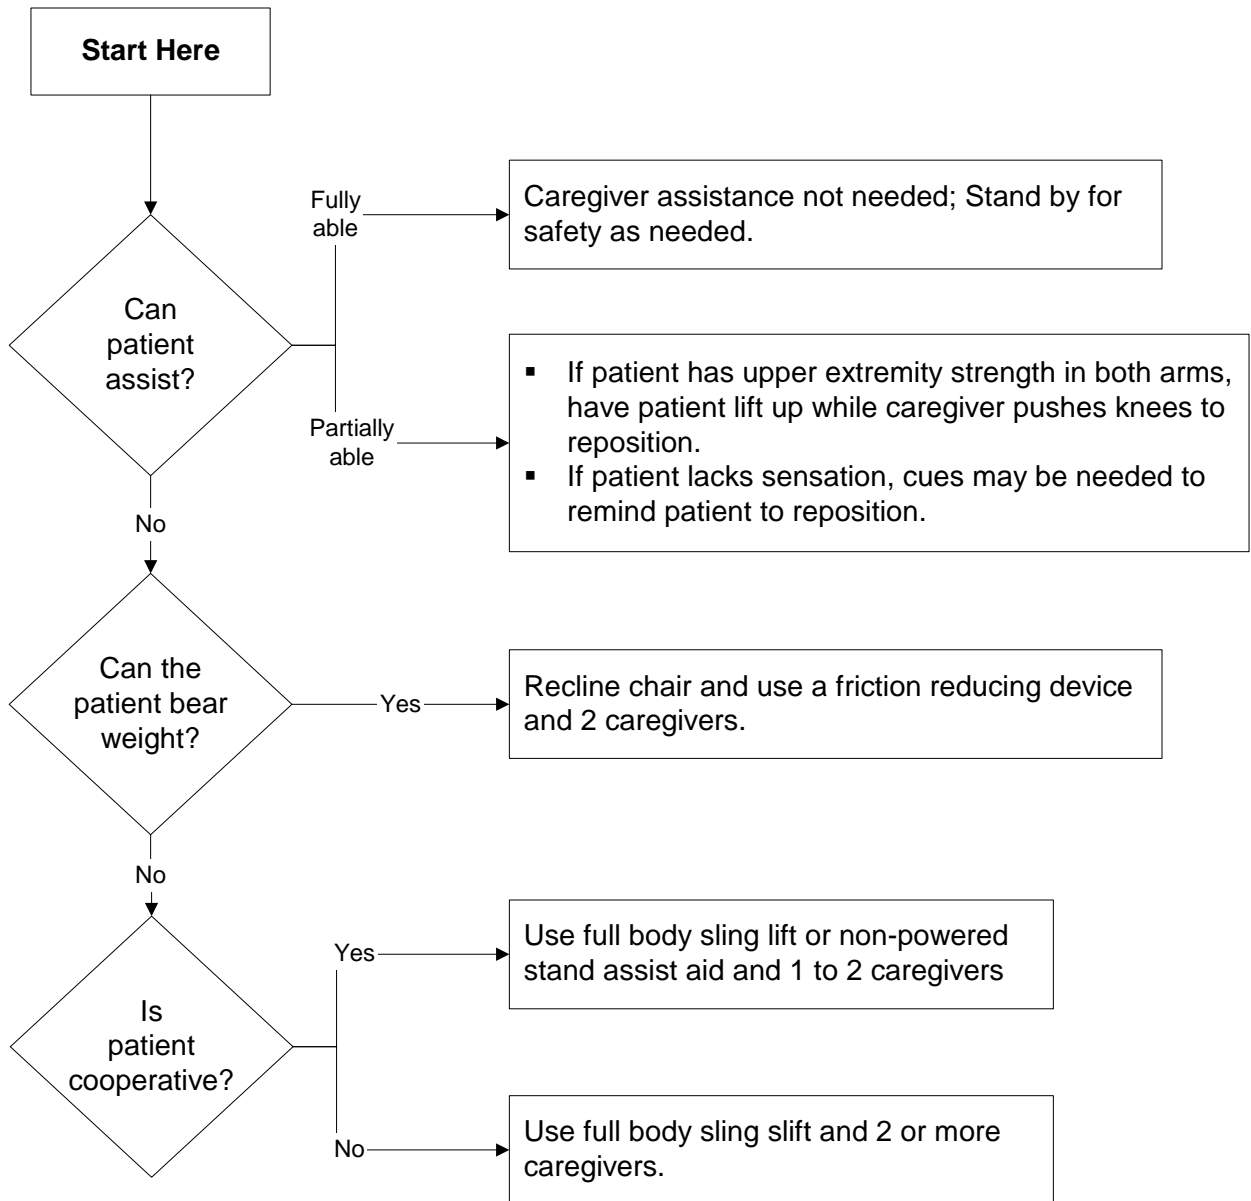 Start Here
Can
patient
assist?
Fully
able
Caregiver assistance not needed; Stand by for
safety as needed.
Partially
able
▪ If patient has upper extremity strength in both arms,
have patient lift up while caregiver pushes knees to
reposition.
▪ If patient lacks sensation, cues may be needed to
remind patient to reposition.
No
Can the
patient bear
weight?
Yes
Recline chair and use a friction reducing device
and 2 caregivers.
No
Is
patient
cooperative?
Yes
Use full body sling lift or non-powered
stand assist aid and 1 to 2 caregivers
No
Use full body sling slift and 2 or more
caregivers.